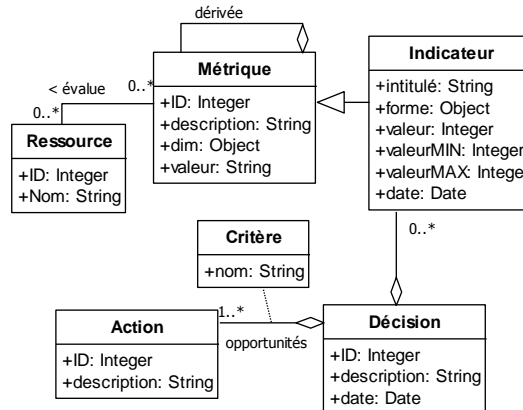 dérivée
Métrique
+ID: Integer
+description: String
+dim: Object
+valeur: String
Indicateur
+intitulé: String
+forme: Object
+valeur: Integer
+valeurMIN: Integer
+valeurMAX: Integer
+date: Date
< évalue
0..*
0..*
Ressource
+ID: Integer
+Nom: String
0..*
Critère
+nom: String
1..*
opportunités
Action
+ID: Integer
+description: String
Décision
+ID: Integer
+description: String
+date: Date